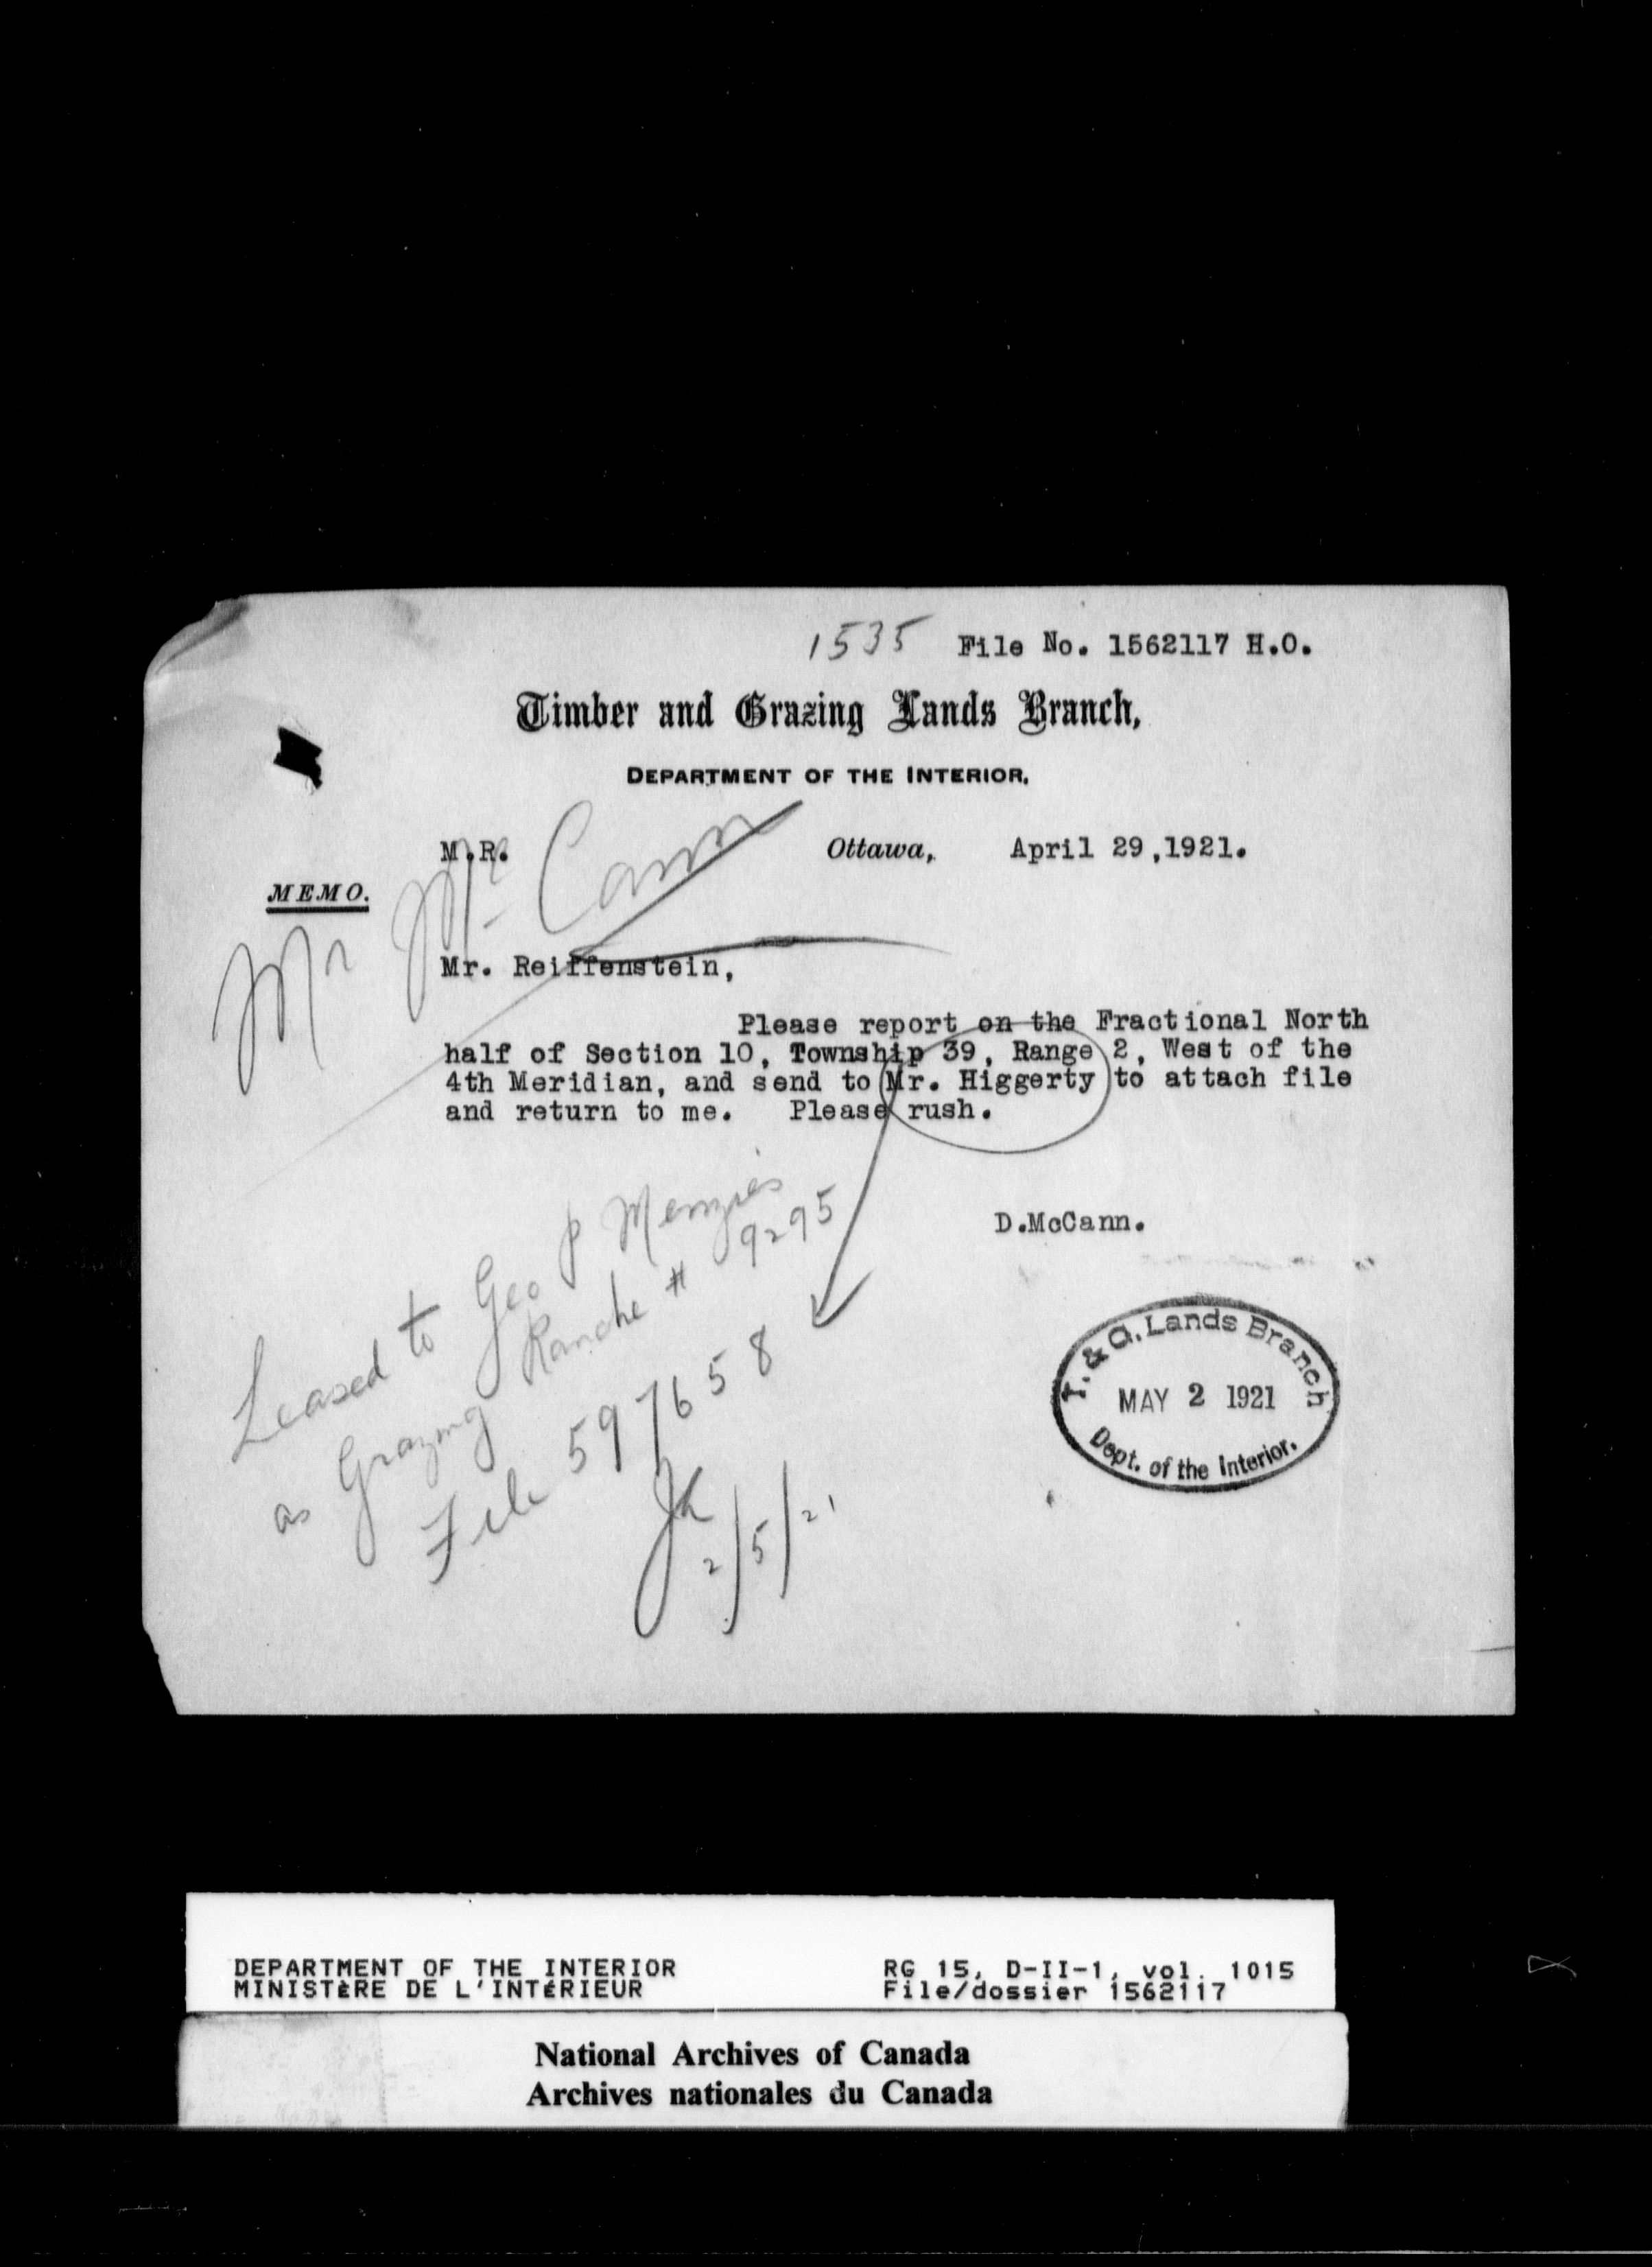 1535 File No. 1562117 H.O.
Timber and Grazing Lands Branch,
DEPARTMENT OF THE INTERIOR.
M.R.
Ottawa, April 29,1921.
MEMO.
Mr McCann
Mr. Reiffenstein,
Please report on the Fractional North
half of Section 10, Township 39, Range 2, West of the
4th Meridian, and send to Mr. Higgerty to attach file
and return to me. Please rush.
D.McCann.
Leased to Geo P Menzies
as Grazing Ranche # 9295
File 597658
JK
2/5/21
T. & G. Lands Branch
MAY 2 1921
Dept. of the Interior.
DEPARTMENT OF THE INTERIOR
MINISTÈRE DE L'INTÉRIEUR
RG 15, D-II-1, vol. 1015
File/dossier 1562117
National Archives of Canada
Archives nationales du Canada